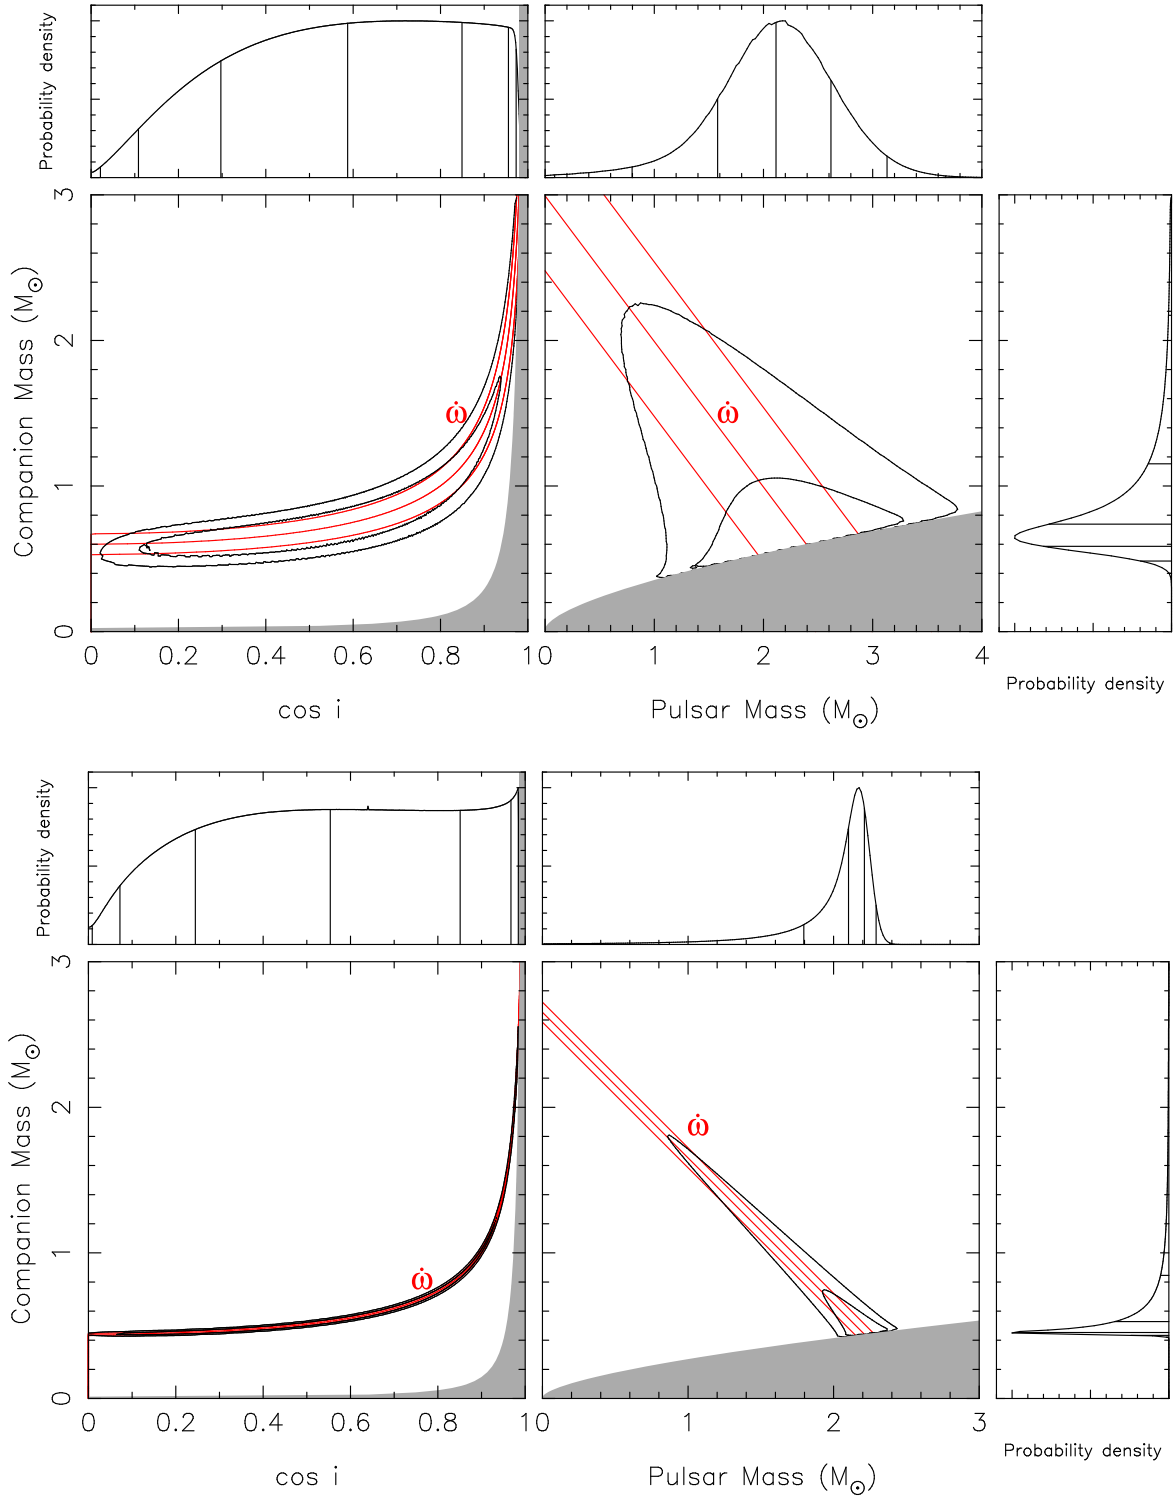 Probability density
Companion Mass (M⊙)
3
2
1
0
ω̇
ω̇
0 0.2 0.4 0.6 0.8 1 0 1 2 3 4
cos i
Pulsar Mass (M⊙)
Probability density
Probability density
Companion Mass (M⊙)
3
2
1
0
ω̇
ω̇
0 0.2 0.4 0.6 0.8 1 0 1 2 3
cos i
Pulsar Mass (M⊙)
Probability density